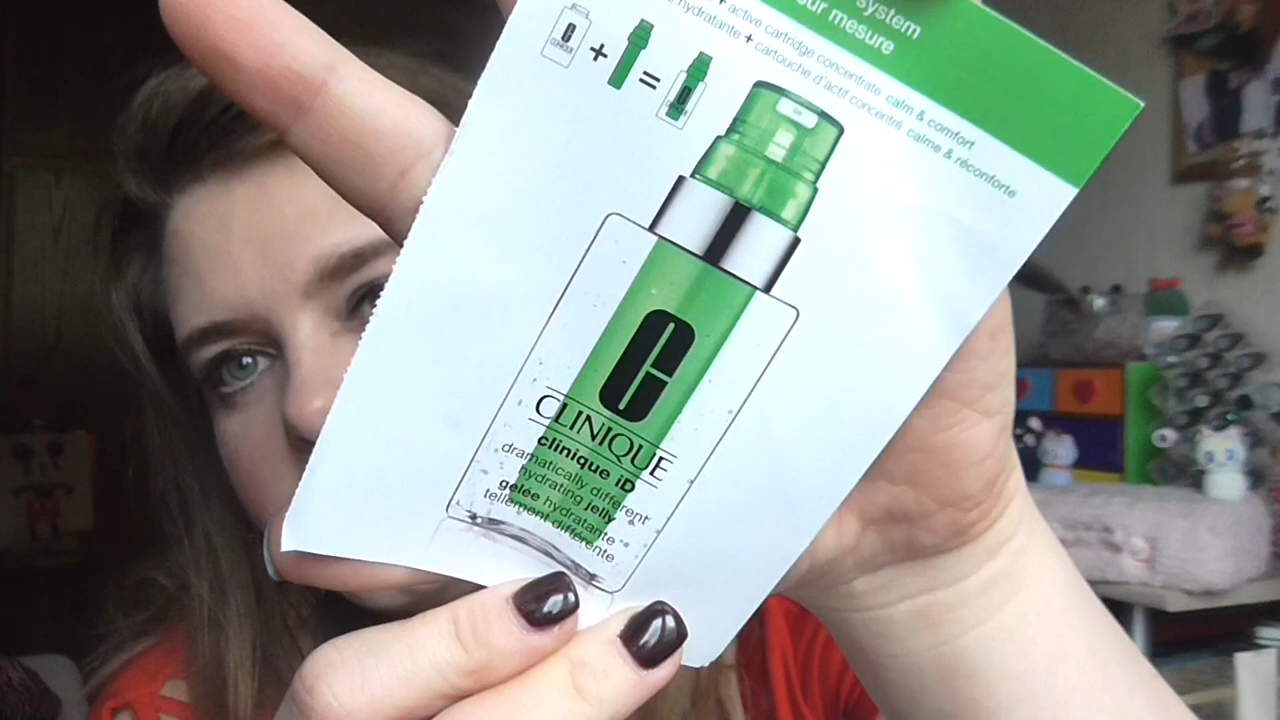 system
sur mesure
+ active cartridge concentrate calm & comfort
hydratante + cartouche d'actif concentré calme & réconforte
C
CLINIQUE
+
=
C
CLINIQUE
clinique iD
dramatically different
hydrating jelly
gelée hydratante
tellement différente